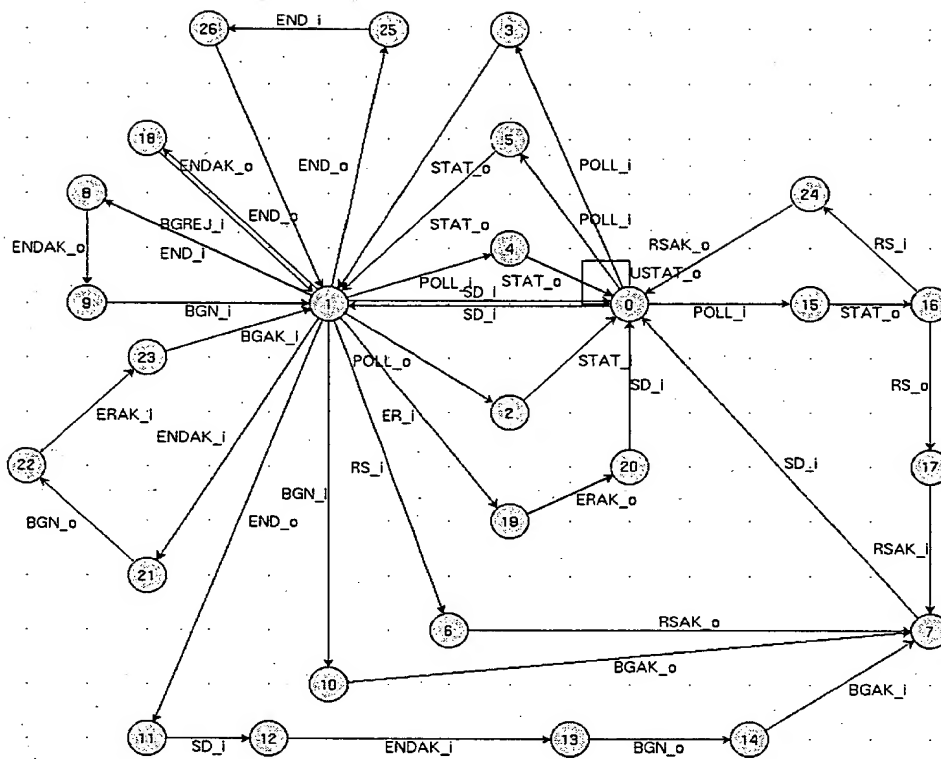 END_i
26
25
3
18
ENDAK_o
END_o
5
STAT_o
POLL_i
8
BGREJ_i
END_o
STAT_o
POLL_i
24
ENDAK_o
END_i
4
RSAK_o
RS_i
POLL_i
STAT_o
USTAT_o
9
BGN_i
1
SD_i
SD_i
0
POLL_i
15
STAT_o
16
23
BGAK_i
POLL_o
STAT_i
RS_o
ERAK_i
ENDAK_i
ER_i
2
SD_i
22
RS_i
20
SD_i
17
BGN_o
BGN_i
END_o
19
ERAK_o
21
RSAK_i
6
RSAK_o
7
10
BGAK_o
BGAK_i
11
SD_i
12
ENDAK_i
13
BGN_o
14